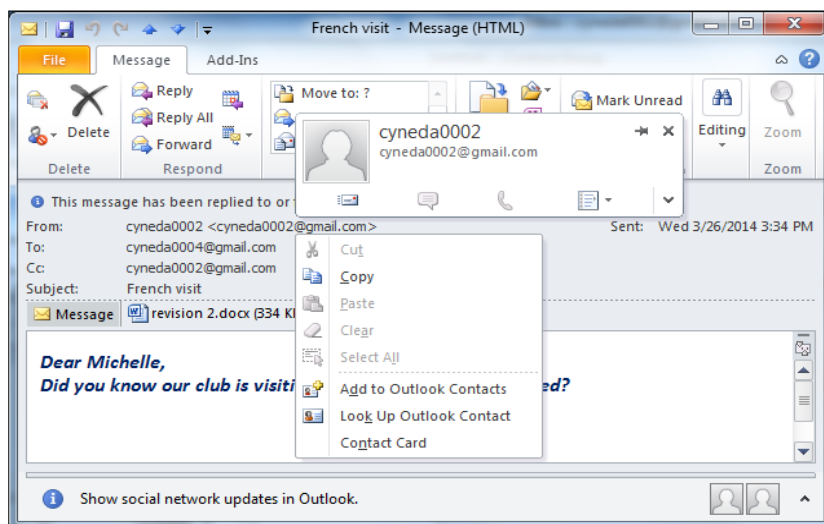 French visit - Message (HTML)
File Message Add-Ins
Delete
Reply
Reply All
Forward
Move to: ?
Mark Unread
Editing
Zoom
Delete
Respond
Zoom
cyneda0002
cyneda0002@gmail.com
This message has been replied to or
From: cyneda0002 <cyneda0002@gmail.com> Sent: Wed 3/26/2014 3:34 PM
To: cyneda0004@gmail.com
Cc: cyneda0002@gmail.com
Subject: French visit
Message revision 2.docx (334
Cut
Copy
Paste
Clear
Select All
Add to Outlook Contacts
Look Up Outlook Contact
Contact Card
Dear Michelle,
Did you know our club is
Show social network updates in Outlook.